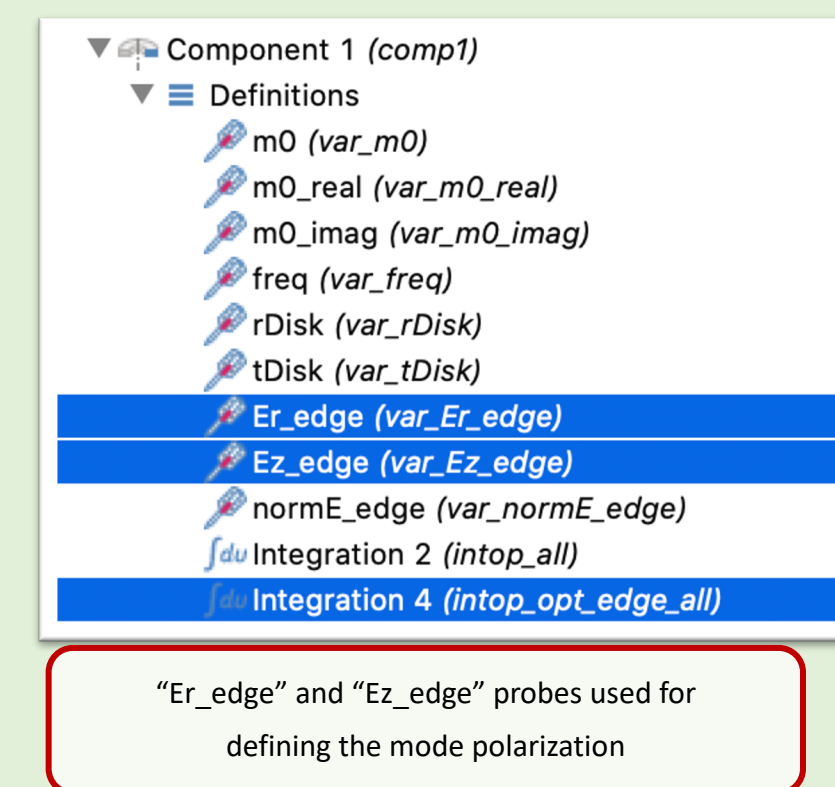 Component 1 (comp1)
Definitions
m0 (var_m0)
m0_real (var_m0_real)
m0_imag (var_m0_imag)
freq (var_freq)
rDisk (var_rDisk)
tDisk (var_tDisk)
Er_edge (var_Er_edge)
Ez_edge (var_Ez_edge)
normE_edge (var_normE_edge)
∫du Integration 2 (intop_all)
∫du Integration 4 (intop_opt_edge_all)
“Er_edge” and “Ez_edge” probes used for
defining the mode polarization